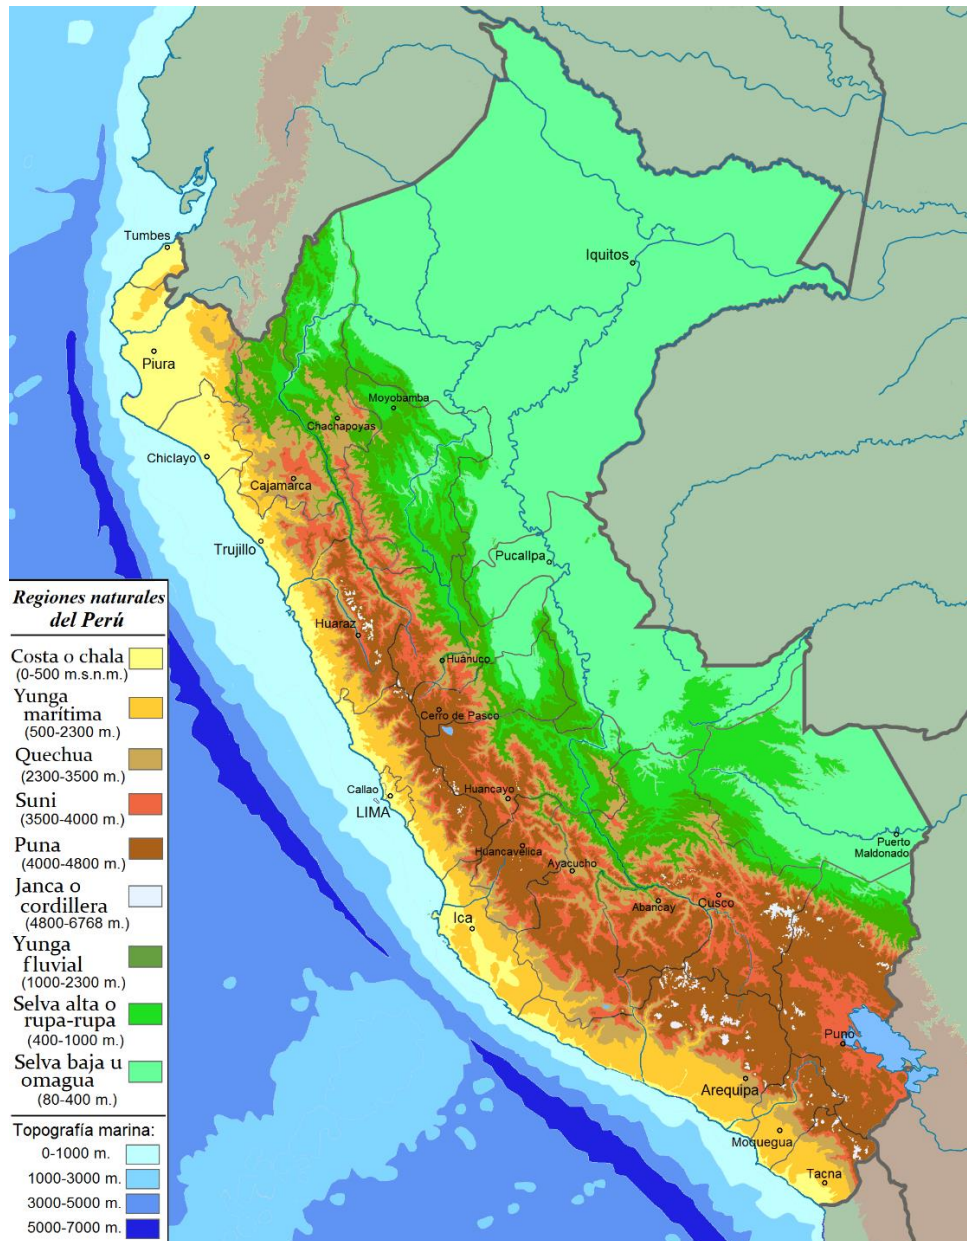 Tumbes
Iquitos
Piura
Moyobamba
Chachapoyas
Chiclayo
Cajamarca
Trujillo
Pucallpa
Huaraz
Huánuco
Cerro de Pasco
Callao
LIMA
Huancayo
Huancavelica
Ayacucho
Abancay
Cusco
Puerto
Maldonado
Ica
Puno
Arequipa
Moquegua
Tacna
Regiones naturales
del Perú
Costa o chala
(0-500 m.s.n.m.)
Yunga
marítima
(500-2300 m.)
Quechua
(2300-3500 m.)
Suni
(3500-4000 m.)
Puna
(4000-4800 m.)
Janca o
cordillera
(4800-6768 m.)
Yunga
fluvial
(1000-2300 m.)
Selva alta o
rupa-rupa
(400-1000 m.)
Selva baja u
omagua
(80-400 m.)
Topografía marina:
0-1000 m.
1000-3000 m.
3000-5000 m.
5000-7000 m.